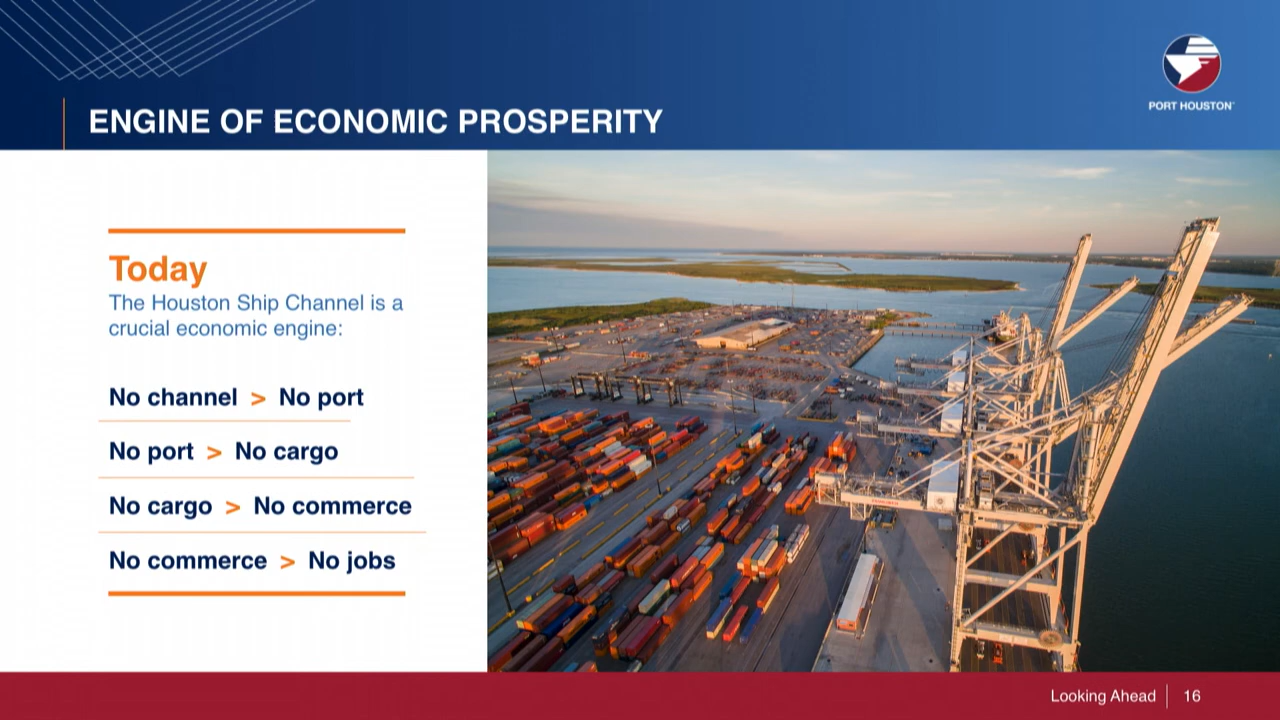 PORT HOUSTON
ENGINE OF ECONOMIC PROSPERITY
Today
The Houston Ship Channel is a
crucial economic engine:
No channel > No port
No port > No cargo
No cargo > No commerce
No commerce > No jobs
Looking Ahead | 16